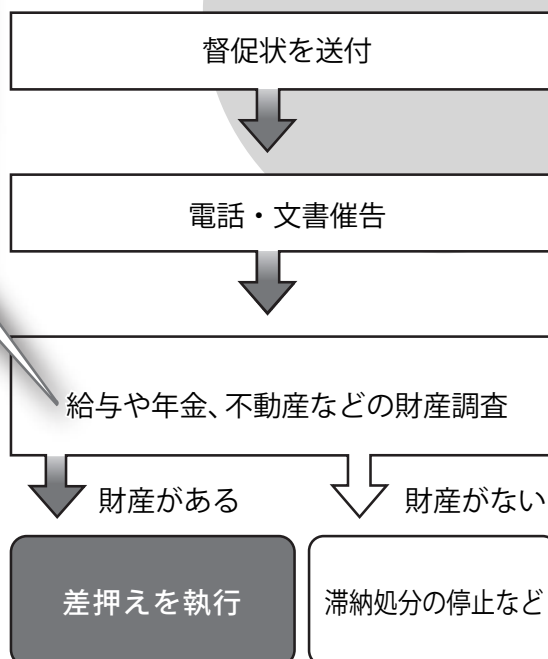 督促状を送付
電話・文書催告
給与や年金、不動産などの財産調査
財産がある
財産がない
差押えを執行
滞納処分の停止など